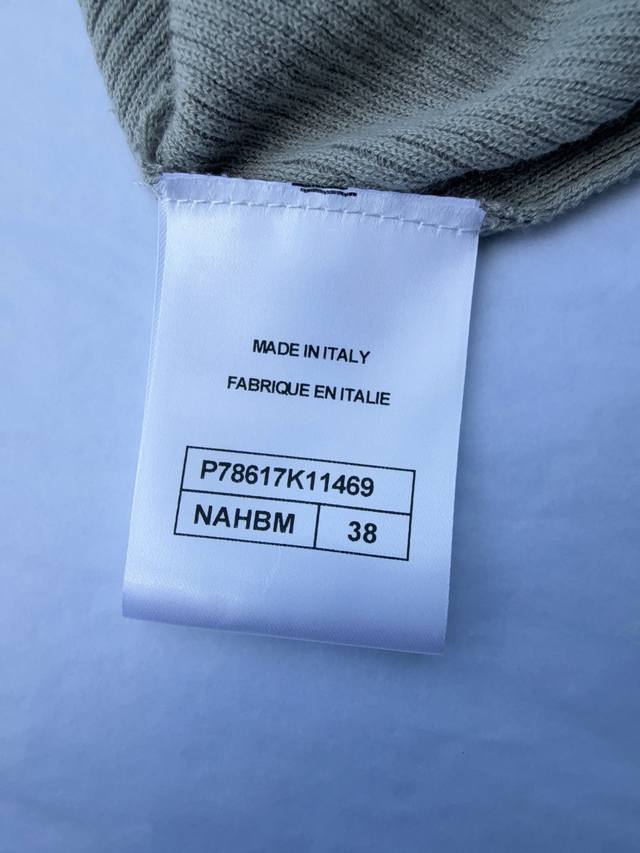 MADE IN ITALY
FABRIQUE EN ITALIE
P78617K11469
NAHBM 38